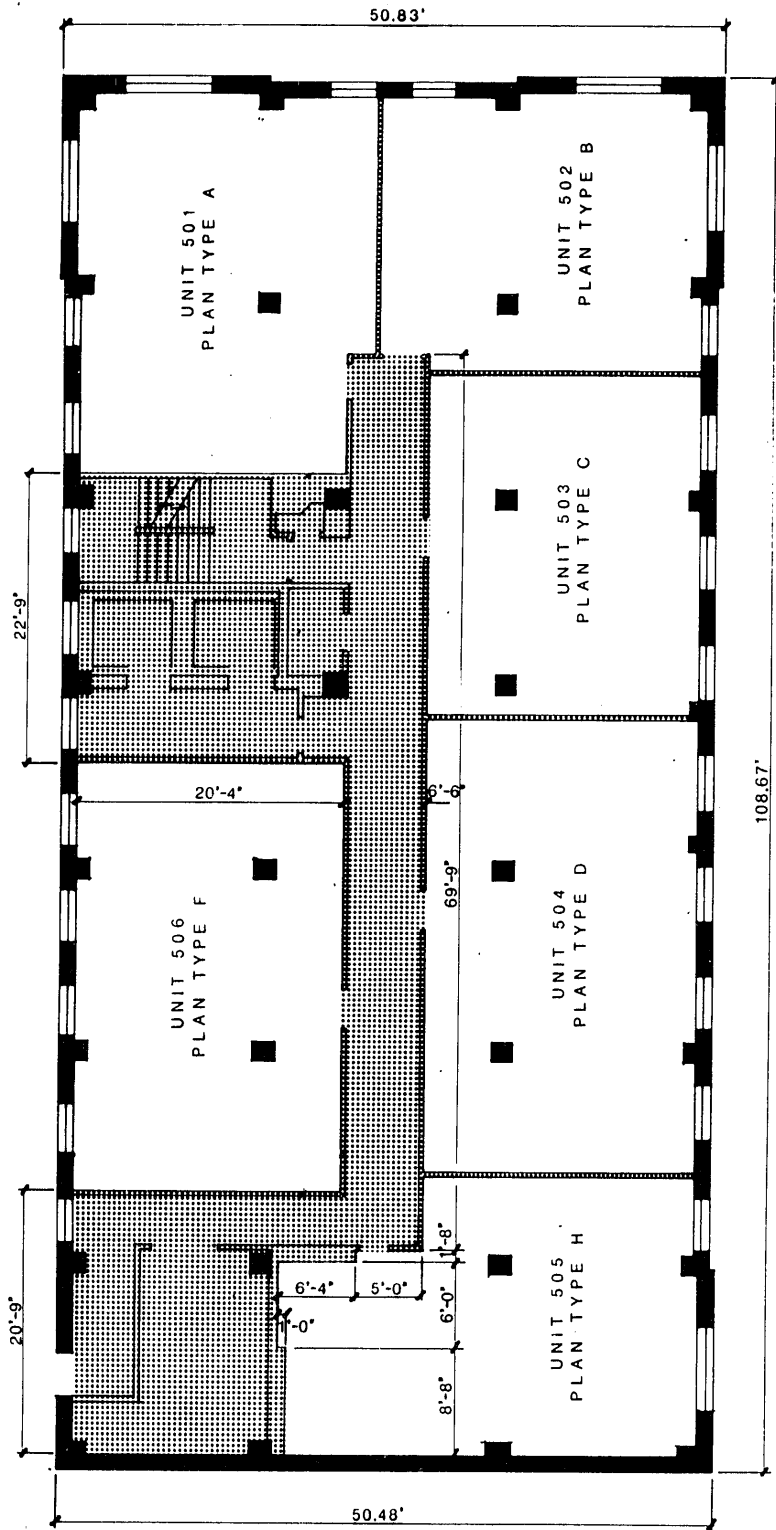 50.83'
UNIT 501
PLAN TYPE A
UNIT 502
PLAN TYPE B
UNIT 503
PLAN TYPE C
22'-9"
20'-4"
6'-6"
69'-9"
108.67'
UNIT 506
PLAN TYPE F
UNIT 504
PLAN TYPE D
20'-9"
1'-8"
6'-4"
5'-0"
6'-0"
1'-0"
8'-8"
UNIT 505
PLAN TYPE H
50.48'